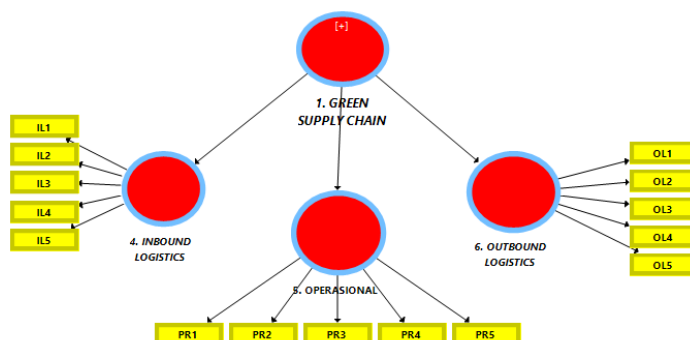 [+]
1. GREEN
SUPPLY CHAIN
IL1
IL2
IL3
IL4
IL5
4. INBOUND
LOGISTICS
5. OPERASIONAL
6. OUTBOUND
LOGISTICS
OL1
OL2
OL3
OL4
OL5
PR1 PR2 PR3 PR4 PR5